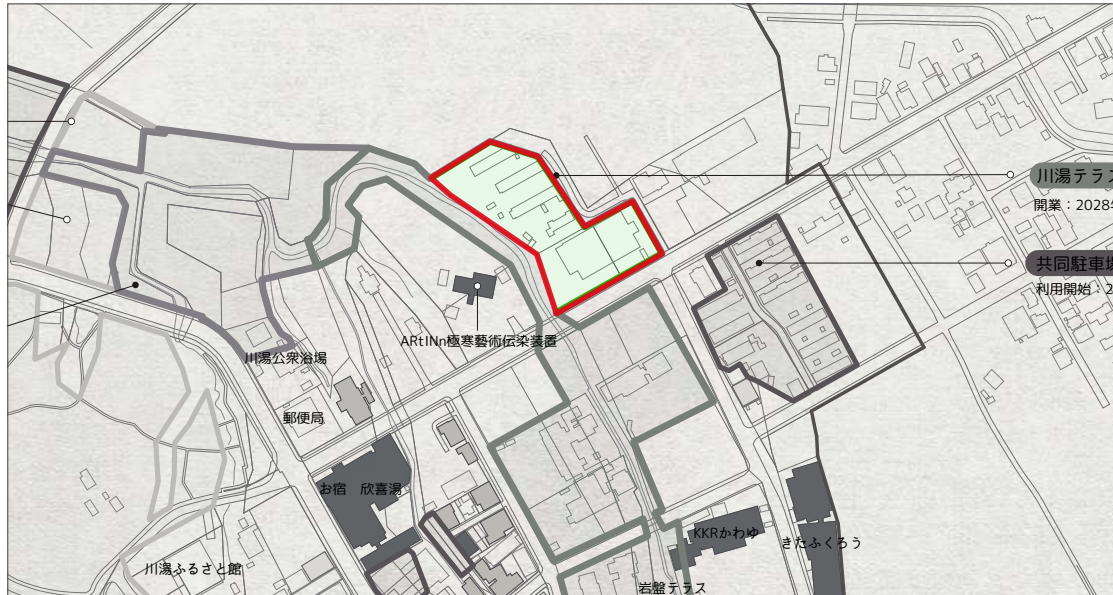 川湯テラス
開業：2028
共同駐車場
利用開始：2
ARtINn極寒藝術伝染装置
川湯公衆浴場
郵便局
お宿　欣喜湯
KKRかわゆ
きたふくろう
川湯ふるさと館
岩盤テラス